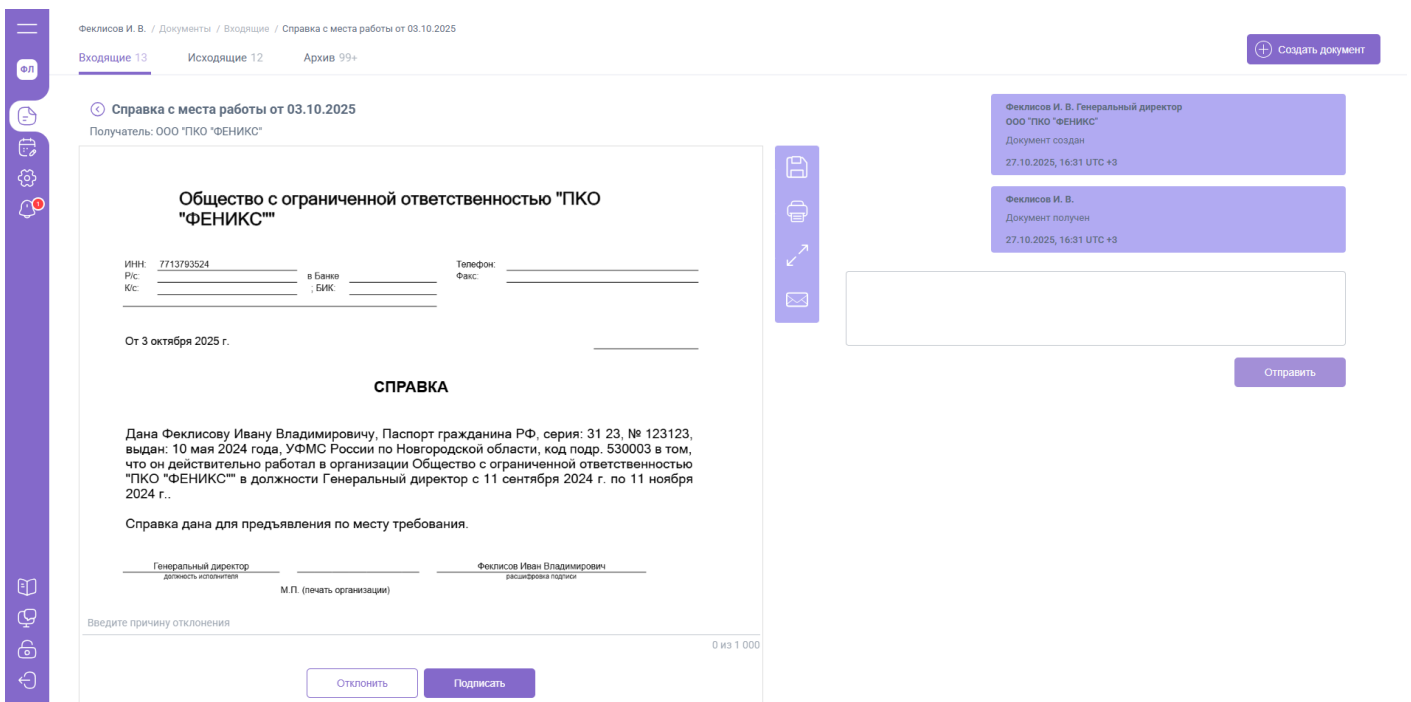 Феклисов И. В. / Документы / Входящие / Справка с места работы от 03.10.2025
Входящие 13 Исходящие 12 Архив 99+
Создать документ
ФЛ
1
Справка с места работы от 03.10.2025
Получатель: ООО "ПКО "ФЕНИКС"
Общество с ограниченной ответственностью "ПКО
"ФЕНИКС""
ИНН: 7713793524 Телефон:
Р/с: в Банке Факс:
К/с: ; БИК:
От 3 октября 2025 г.
СПРАВКА
Дана Феклисову Ивану Владимировичу, Паспорт гражданина РФ, серия: 31 23, № 123123,
выдан: 10 мая 2024 года, УФМС России по Новгородской области, код подр. 530003 в том,
что он действительно работал в организации Общество с ограниченной ответственностью
"ПКО "ФЕНИКС"" в должности Генеральный директор с 11 сентября 2024 г. по 11 ноября
2024 г..
Справка дана для предъявления по месту требования.
Генеральный директор Феклисов Иван Владимирович
должность исполнителя расшифровка подписи
М.П. (печать организации)
Введите причину отклонения
0 из 1 000
Отклонить Подписать
Феклисов И. В. Генеральный директор
ООО "ПКО "ФЕНИКС"
Документ создан
27.10.2025, 16:31 UTC +3
Феклисов И. В.
Документ получен
27.10.2025, 16:31 UTC +3
Отправить